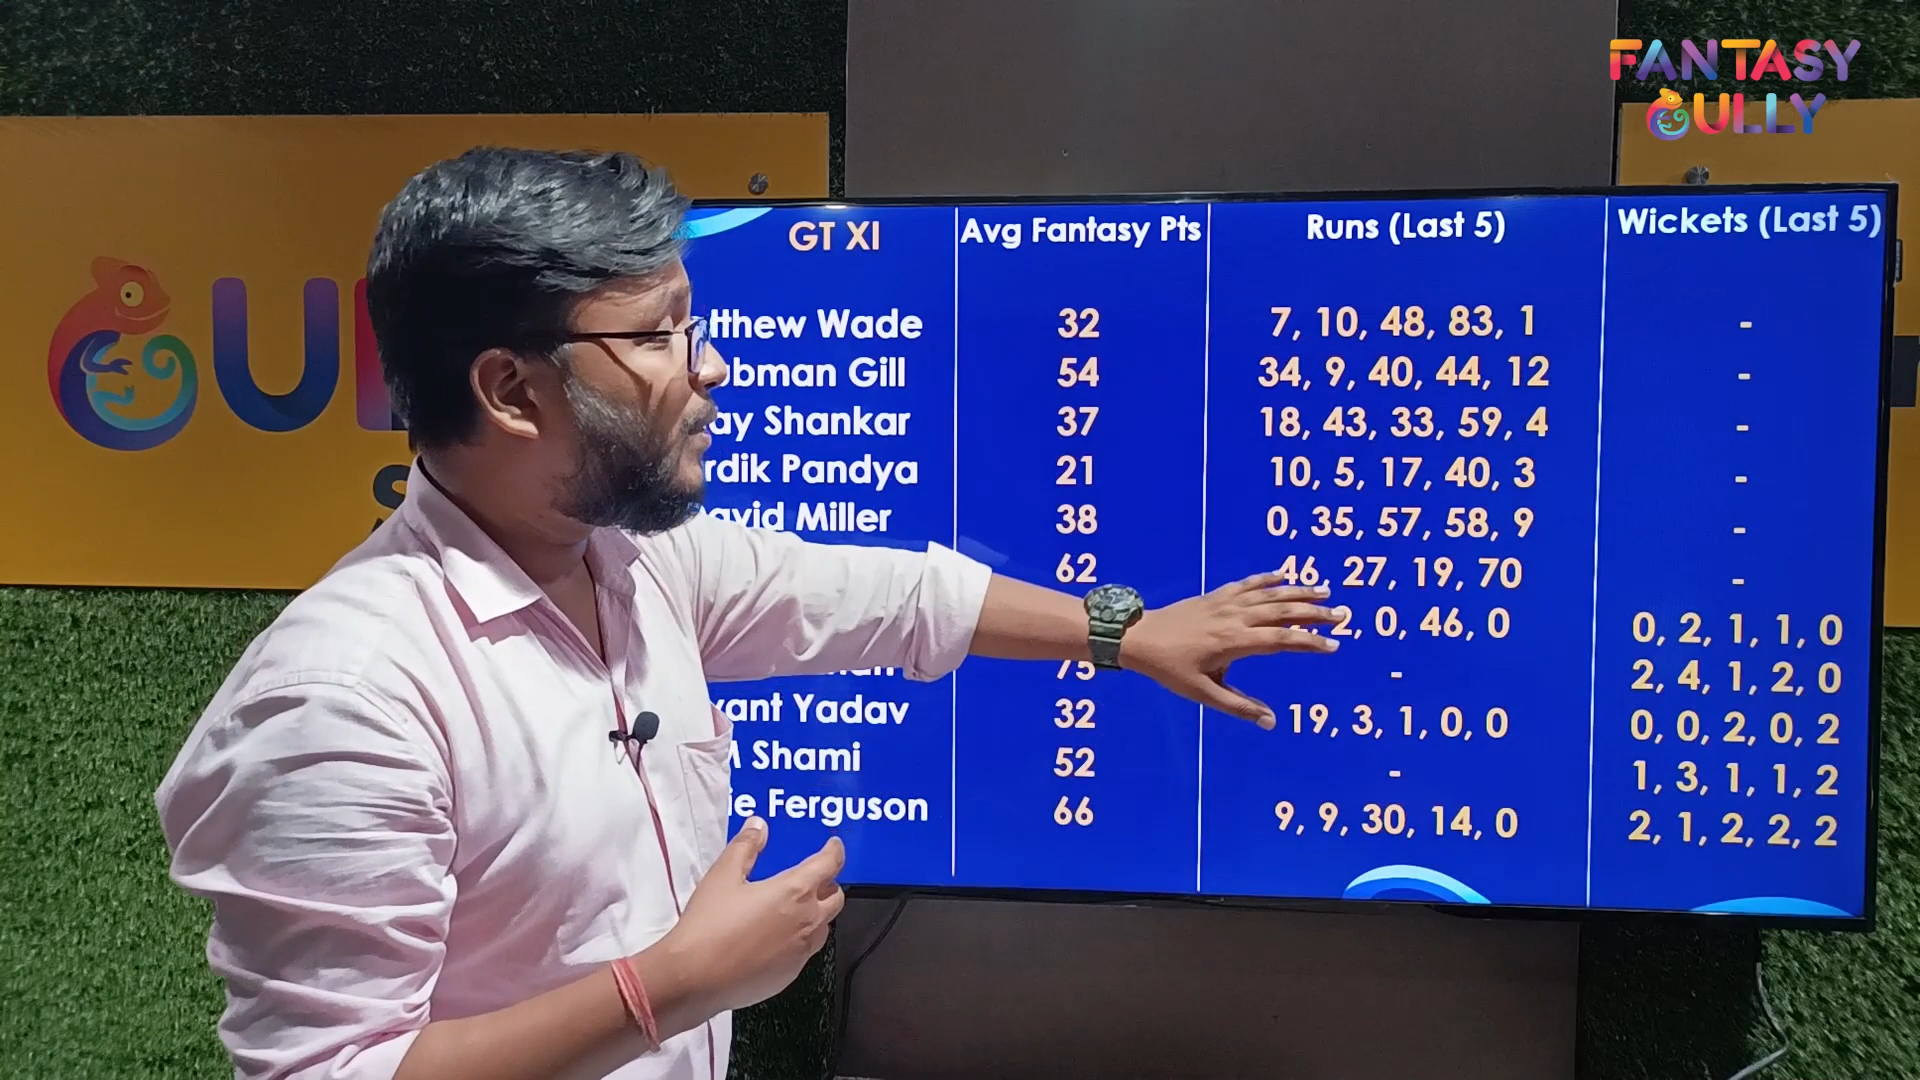 FANTASY
GULLY
GT XI Avg Fantasy Pts Runs (Last 5) Wickets (Last 5)
tthew Wade 32 7, 10, 48, 83, 1 -
ubman Gill 54 34, 9, 40, 44, 12 -
ay Shankar 37 18, 43, 33, 59, 4 -
rdik Pandya 21 10, 5, 17, 40, 3 -
avid Miller 38 0, 35, 57, 58, 9 -
62 46, 27, 19, 70 -
2, 0, 46, 0 0, 2, 1, 1, 0
75 - 2, 4, 1, 2, 0
ant Yadav 32 19, 3, 1, 0, 0 0, 0, 2, 0, 2
M Shami 52 - 1, 3, 1, 1, 2
ie Ferguson 66 9, 9, 30, 14, 0 2, 1, 2, 2, 2
GU